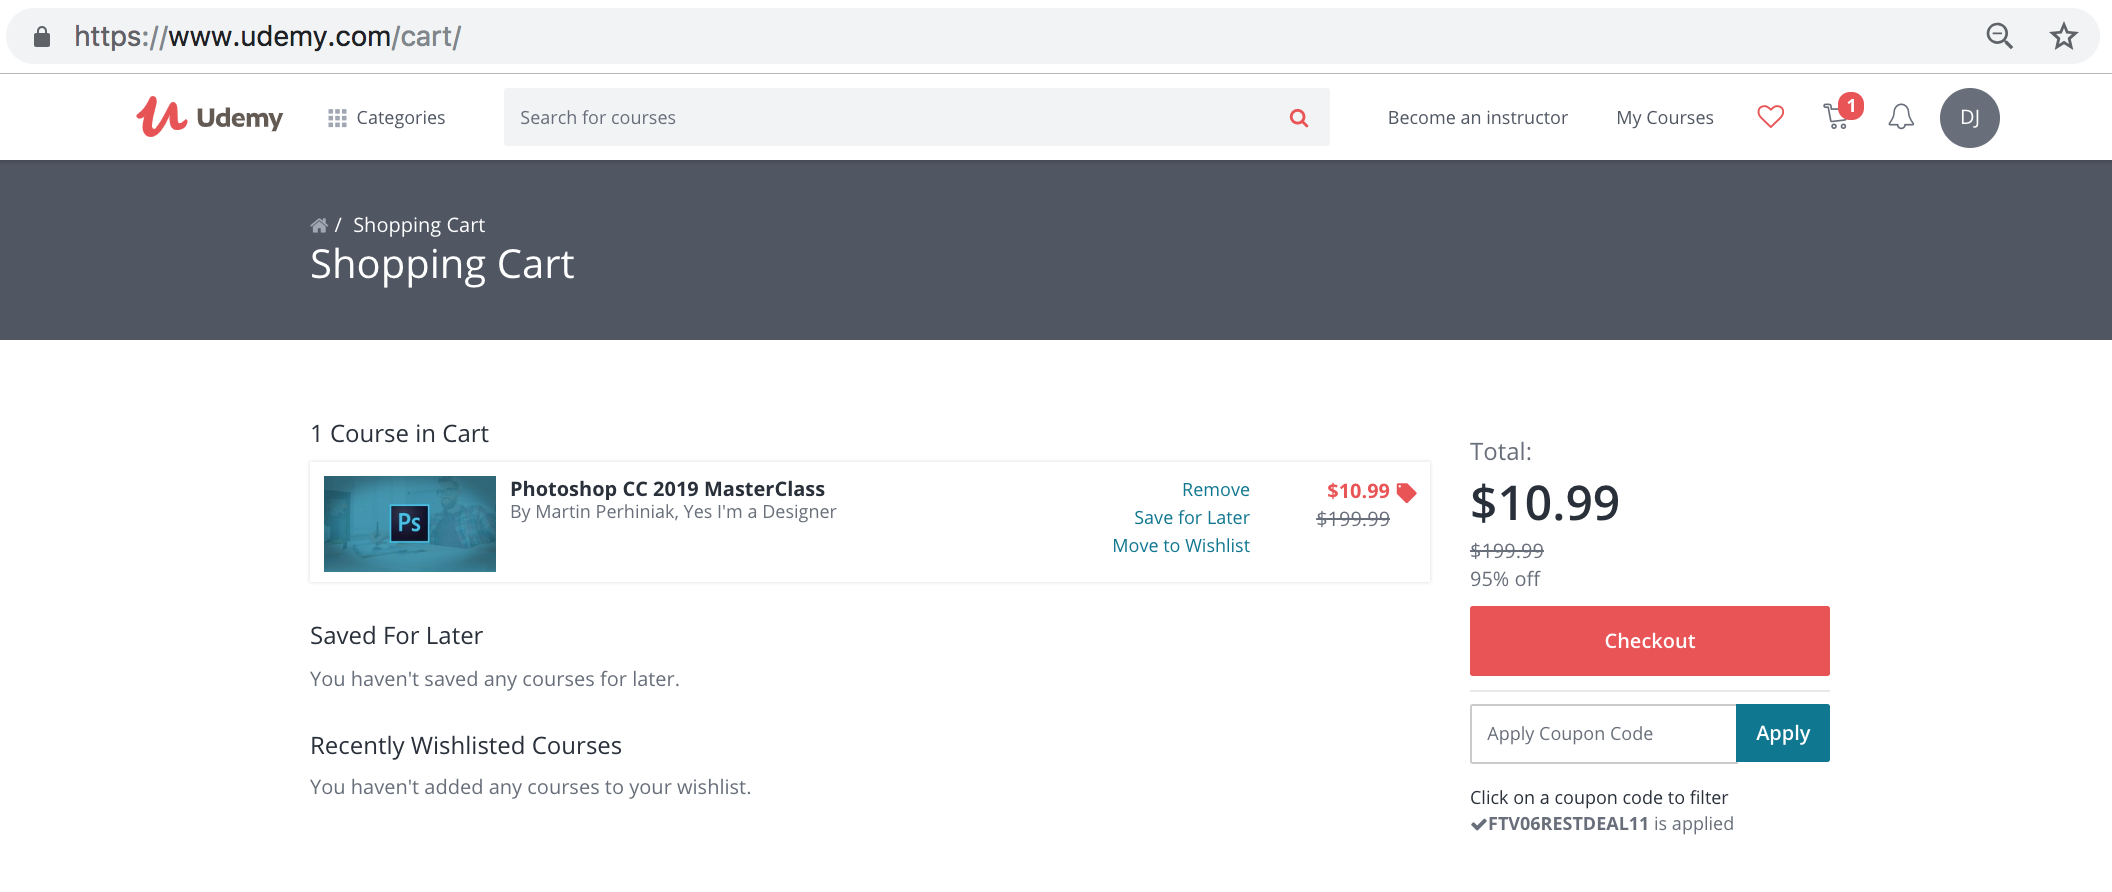 https://www.udemy.com/cart/
Udemy
Categories
Search for courses
Become an instructor
My Courses
1
DJ
/ Shopping Cart
Shopping Cart
1 Course in Cart
Ps
Photoshop CC 2019 MasterClass
By Martin Perhiniak, Yes I'm a Designer
Remove
Save for Later
Move to Wishlist
$10.99
$199.99
Saved For Later
You haven't saved any courses for later.
Recently Wishlisted Courses
You haven't added any courses to your wishlist.
Total:
$10.99
$199.99
95% off
Checkout
Apply Coupon Code
Apply
Click on a coupon code to filter
FTV06RESTDEAL11 is applied